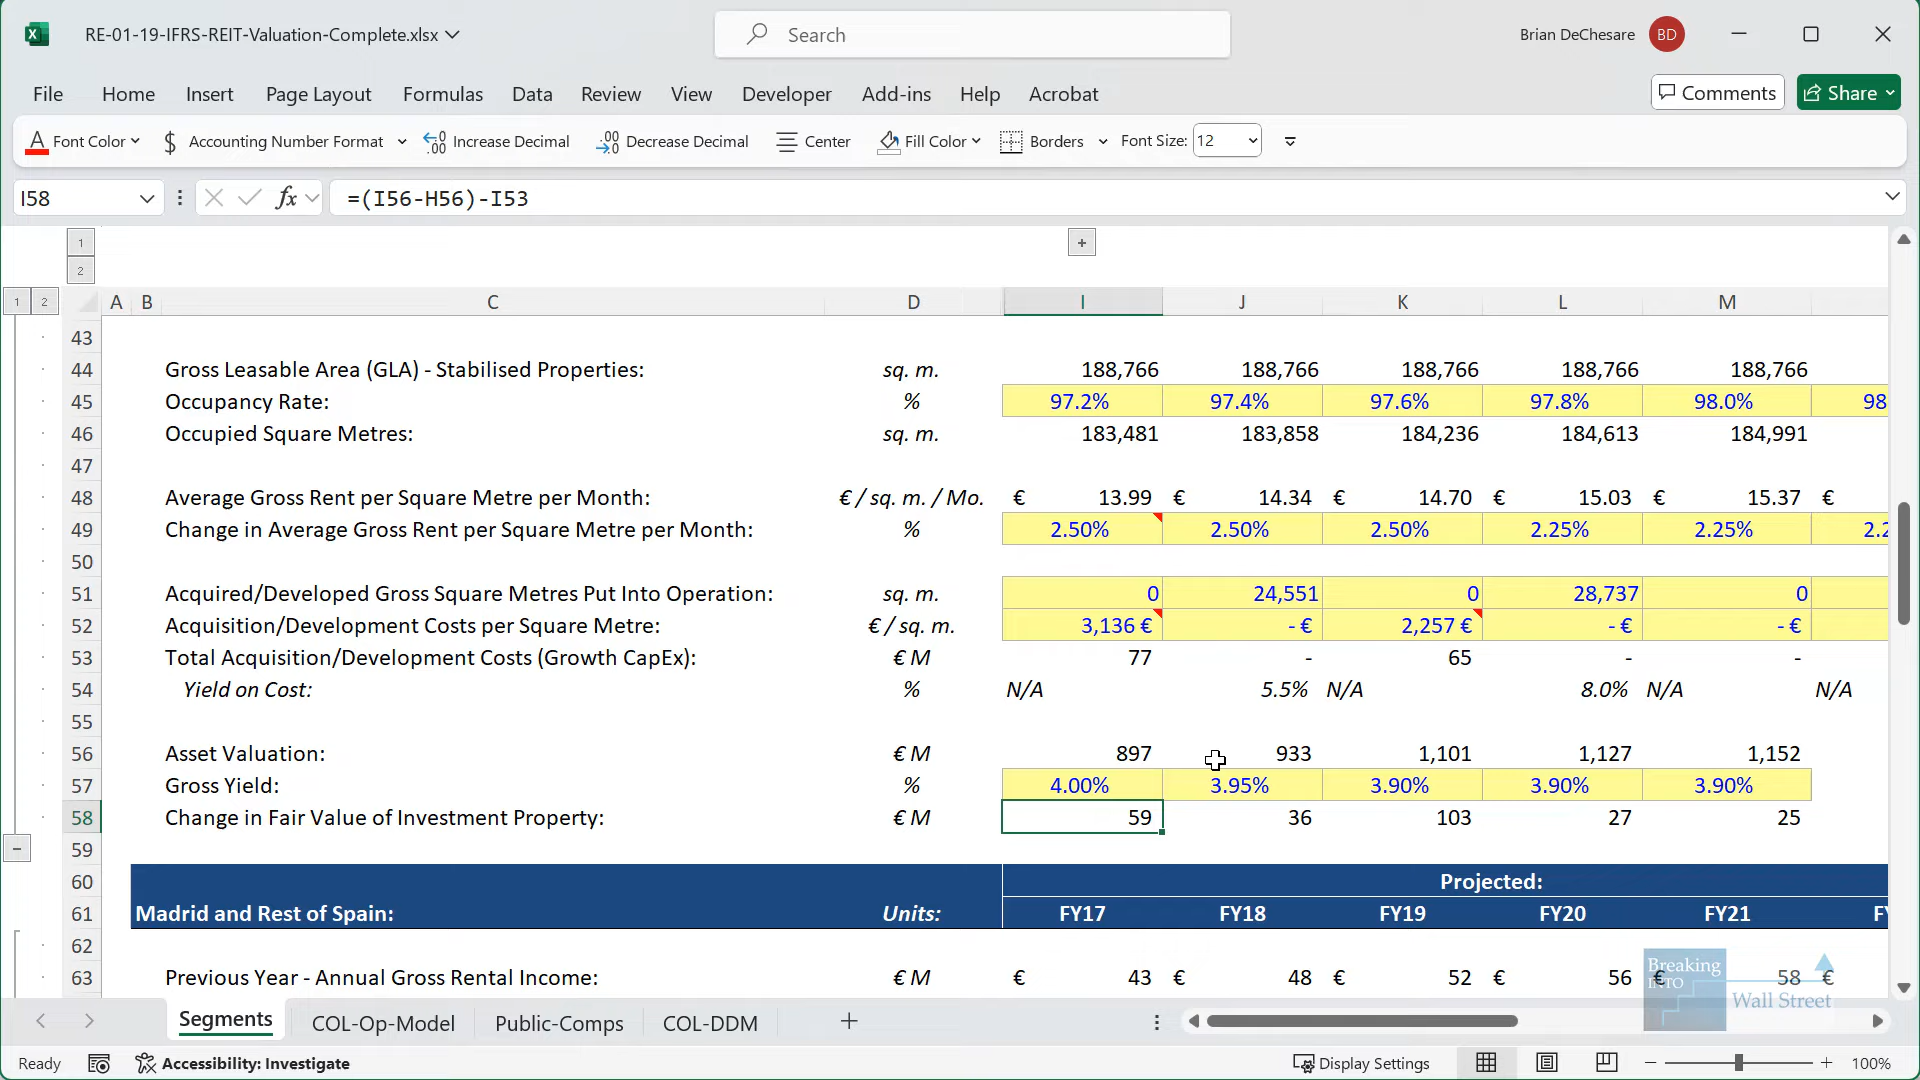 RE-01-19-IFRS-REIT-Valuation-Complete.xlsx
Search
Brian DeChesare BD
File Home Insert Page Layout Formulas Data Review View Developer Add-ins Help Acrobat Comments Share
A Font Color $ Accounting Number Format Increase Decimal Decrease Decimal Center Fill Color Borders Font Size: 12
I58 fx =(I56-H56)-I53
1 +
2
1 2 A B C D I J K L M
43
44 Gross Leasable Area (GLA) - Stabilised Properties: sq. m. 188,766 188,766 188,766 188,766 188,766
45 Occupancy Rate: % 97.2% 97.4% 97.6% 97.8% 98.0% 98
46 Occupied Square Metres: sq. m. 183,481 183,858 184,236 184,613 184,991
47
48 Average Gross Rent per Square Metre per Month: € / sq. m. / Mo. € 13.99 € 14.34 € 14.70 € 15.03 € 15.37 €
49 Change in Average Gross Rent per Square Metre per Month: % 2.50% 2.50% 2.50% 2.25% 2.25% 2.2
50
51 Acquired/Developed Gross Square Metres Put Into Operation: sq. m. 0 24,551 0 28,737 0
52 Acquisition/Development Costs per Square Metre: € / sq. m. 3,136 € - € 2,257 € - € - €
53 Total Acquisition/Development Costs (Growth CapEx): € M 77 - 65 - -
54 Yield on Cost: % N/A 5.5% N/A 8.0% N/A N/A
55
56 Asset Valuation: € M 897 933 1,101 1,127 1,152
57 Gross Yield: % 4.00% 3.95% 3.90% 3.90% 3.90%
58 Change in Fair Value of Investment Property: € M 59 36 103 27 25
59
60 Projected:
61 Madrid and Rest of Spain: Units: FY17 FY18 FY19 FY20 FY21 FY
62
63 Previous Year - Annual Gross Rental Income: € M € 43 € 48 € 52 € 56 € 58 €
Breaking
INTO
Wall Street
Segments COL-Op-Model Public-Comps COL-DDM
Ready Accessibility: Investigate Display Settings 100%